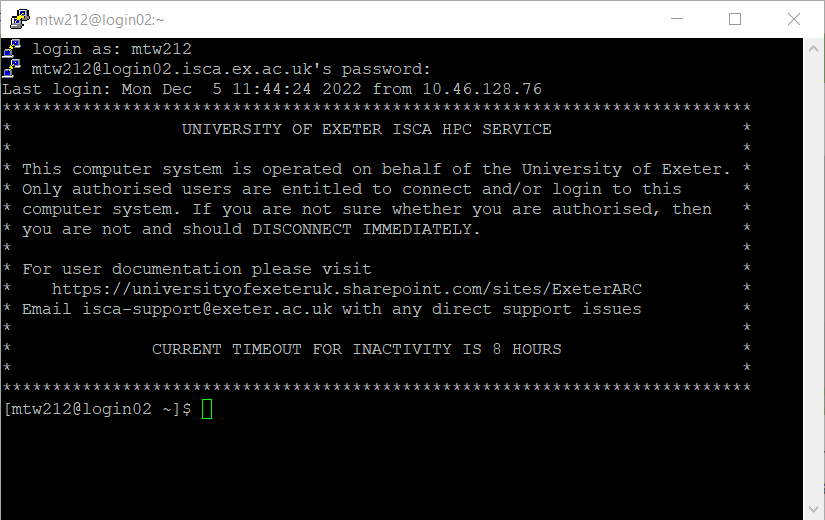 mtw212@login02:~
login as: mtw212
mtw212@login02.isca.ex.ac.uk's password:
Last login: Mon Dec  5 11:44:24 2022 from 10.46.128.76
***************************************************************************
*                 UNIVERSITY OF EXETER ISCA HPC SERVICE                   *
*                                                                         *
* This computer system is operated on behalf of the University of Exeter. *
* Only authorised users are entitled to connect and/or login to this      *
* computer system. If you are not sure whether you are authorised, then   *
* you are not and should DISCONNECT IMMEDIATELY.                          *
*                                                                         *
* For user documentation please visit                                     *
*    https://universityofexeteruk.sharepoint.com/sites/ExeterARC          *
* Email isca-support@exeter.ac.uk with any direct support issues          *
*                                                                         *
*              CURRENT TIMEOUT FOR INACTIVITY IS 8 HOURS                  *
*                                                                         *
***************************************************************************
[mtw212@login02 ~]$